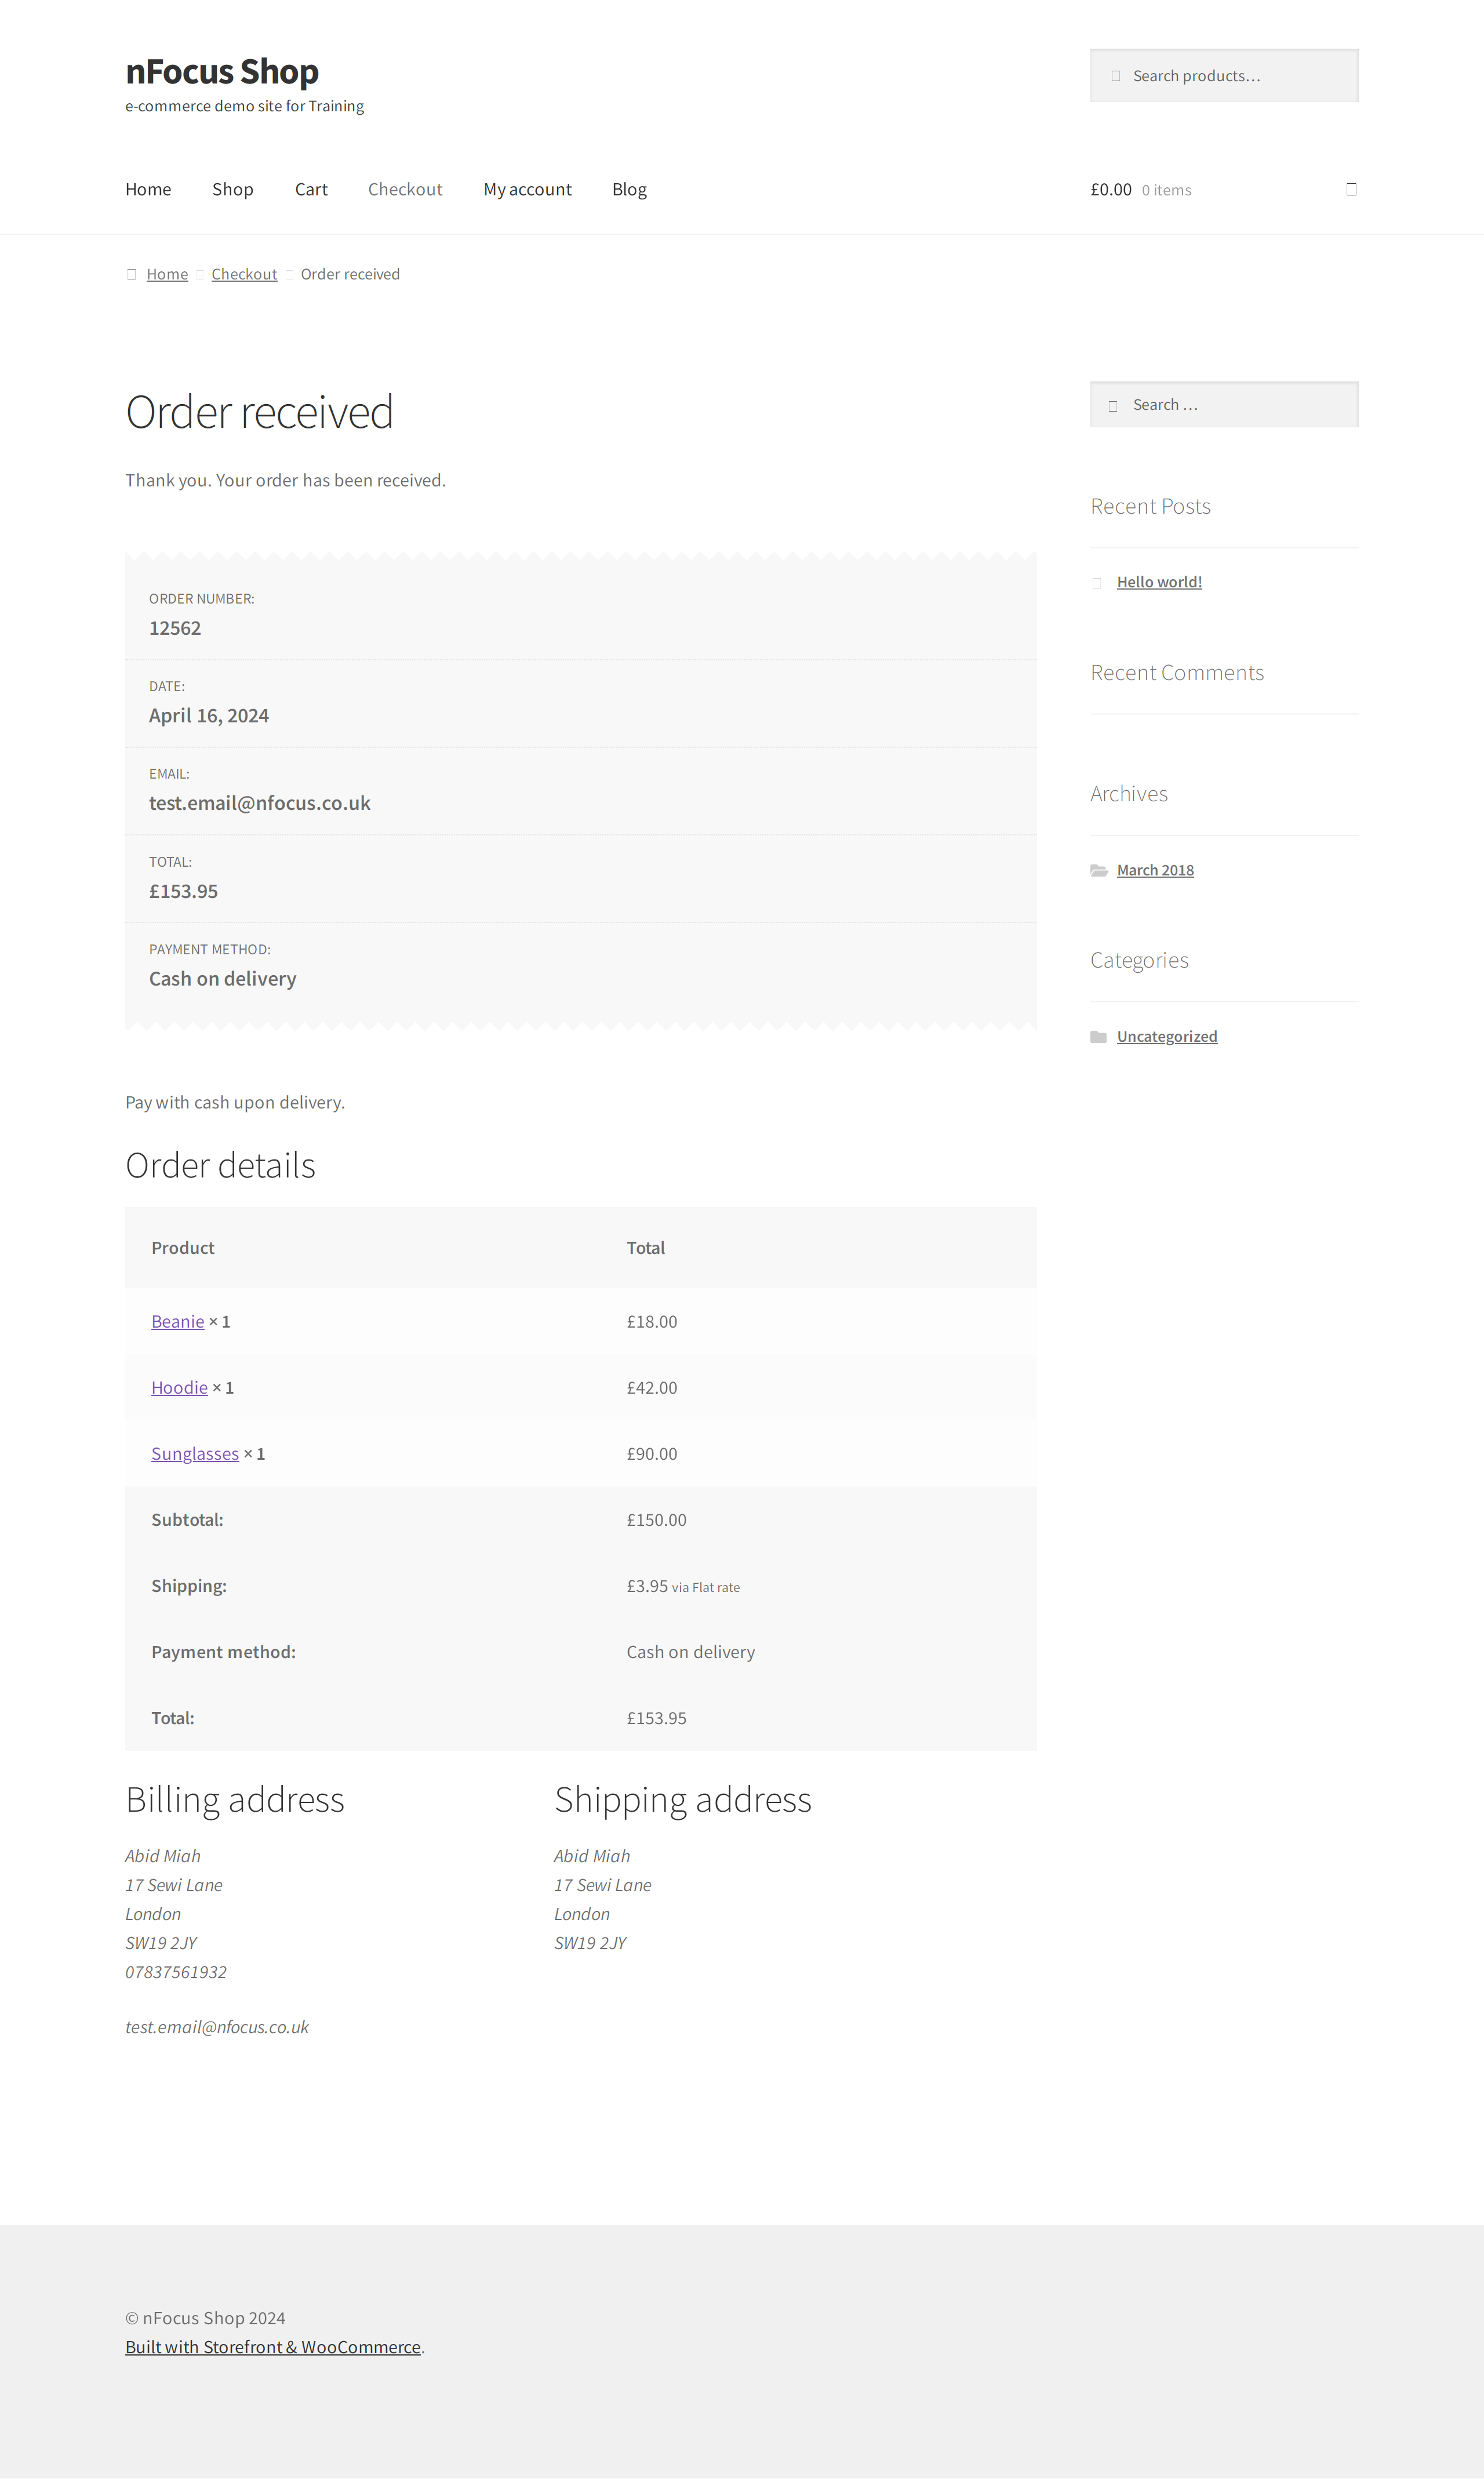 nFocus Shop
e-commerce demo site for Training
Search products…
Home Shop Cart Checkout My account Blog
£0.00 0 items
Home Checkout Order received
Order received
Thank you. Your order has been received.
ORDER NUMBER:
12562
DATE:
April 16, 2024
EMAIL:
test.email@nfocus.co.uk
TOTAL:
£153.95
PAYMENT METHOD:
Cash on delivery
Pay with cash upon delivery.
Order details
Product Total
Beanie × 1 £18.00
Hoodie × 1 £42.00
Sunglasses × 1 £90.00
Subtotal: £150.00
Shipping: £3.95 via Flat rate
Payment method: Cash on delivery
Total: £153.95
Billing address
Abid Miah
17 Sewi Lane
London
SW19 2JY
07837561932
test.email@nfocus.co.uk
Shipping address
Abid Miah
17 Sewi Lane
London
SW19 2JY
Search …
Recent Posts
Hello world!
Recent Comments
Archives
March 2018
Categories
Uncategorized
© nFocus Shop 2024
Built with Storefront & WooCommerce.